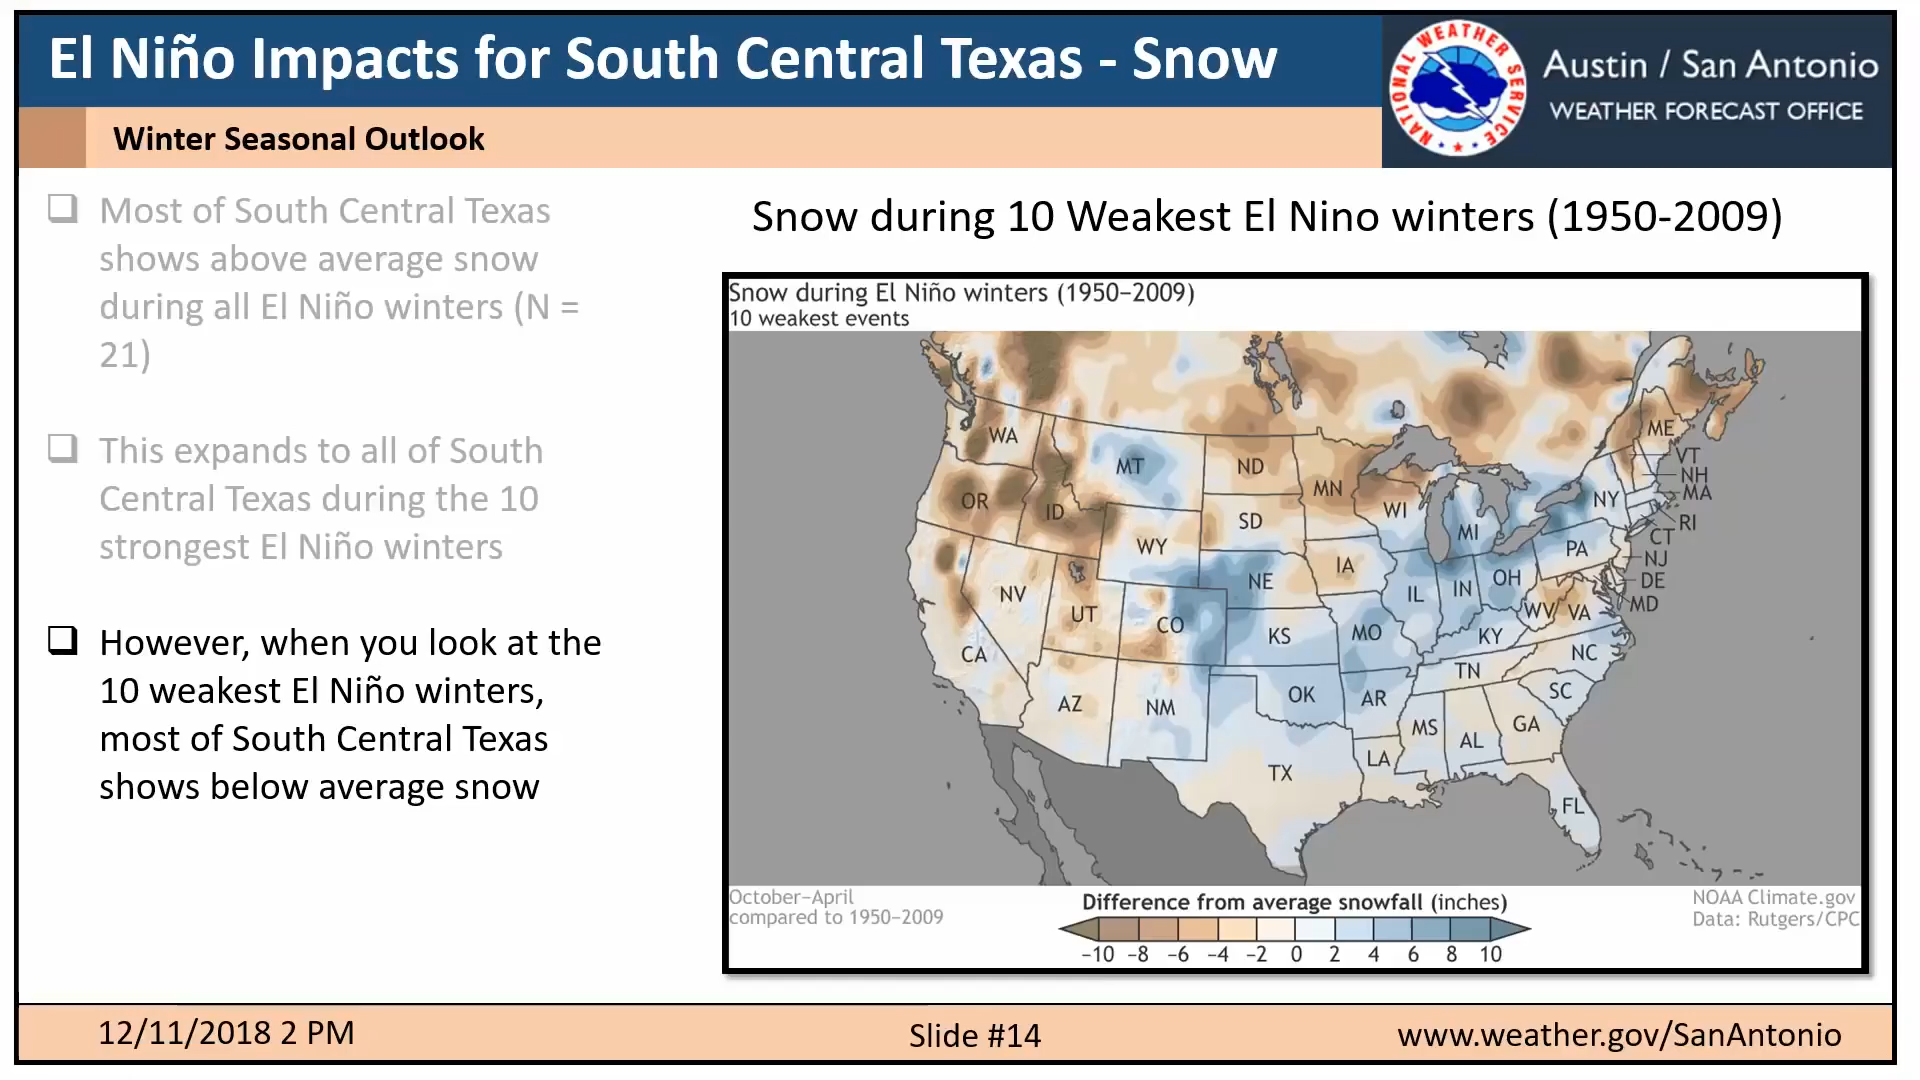 El Niño Impacts for South Central Texas - Snow
NATIONAL WEATHER SERVICE
Austin / San Antonio
WEATHER FORECAST OFFICE
Winter Seasonal Outlook
Most of South Central Texas
shows above average snow
during all El Niño winters (N =
21)
This expands to all of South
Central Texas during the 10
strongest El Niño winters
However, when you look at the
10 weakest El Niño winters,
most of South Central Texas
shows below average snow
Snow during 10 Weakest El Nino winters (1950-2009)
Snow during El Niño winters (1950–2009)
10 weakest events
WA
MT
ND
MN
ME
VT
NH
MA
OR
ID
SD
WI
MI
NY
RI
CT
WY
NE
IA
PA
NJ
DE
MD
NV
UT
CO
KS
MO
IL
IN
OH
WV
VA
KY
CA
AZ
NM
OK
AR
TN
NC
SC
TX
LA
MS
AL
GA
FL
October–April
compared to 1950–2009
Difference from average snowfall (inches)
–10 –8 –6 –4 –2 0 2 4 6 8 10
NOAA Climate.gov
Data: Rutgers/CPC
12/11/2018 2 PM
Slide #14
www.weather.gov/SanAntonio